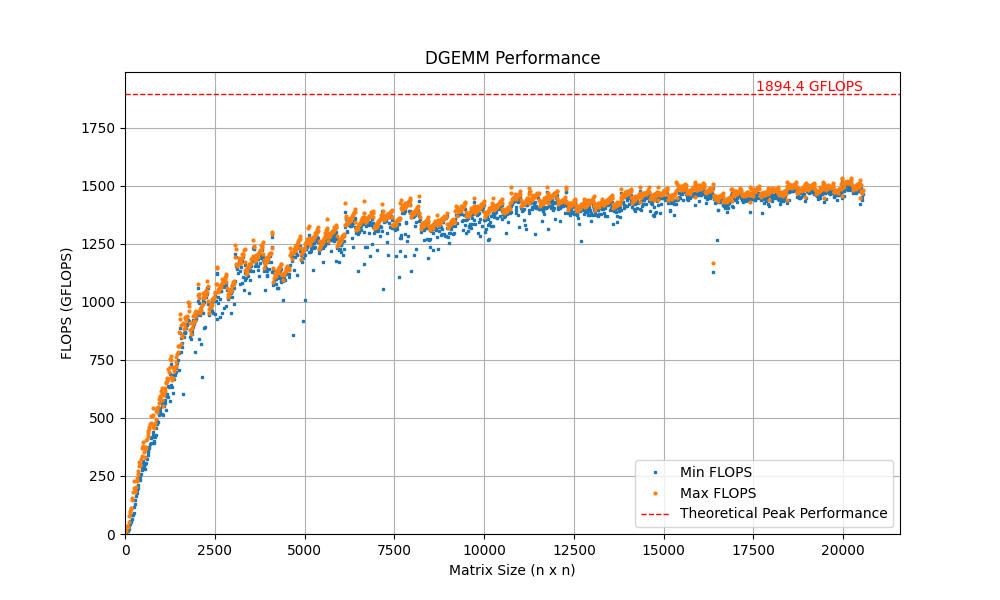 DGEMM Performance
1894.4 GFLOPS
FLOPS (GFLOPS)
1750
1500
1250
1000
750
500
250
0
0 2500 5000 7500 10000 12500 15000 17500 20000
Matrix Size (n x n)
Min FLOPS
Max FLOPS
Theoretical Peak Performance